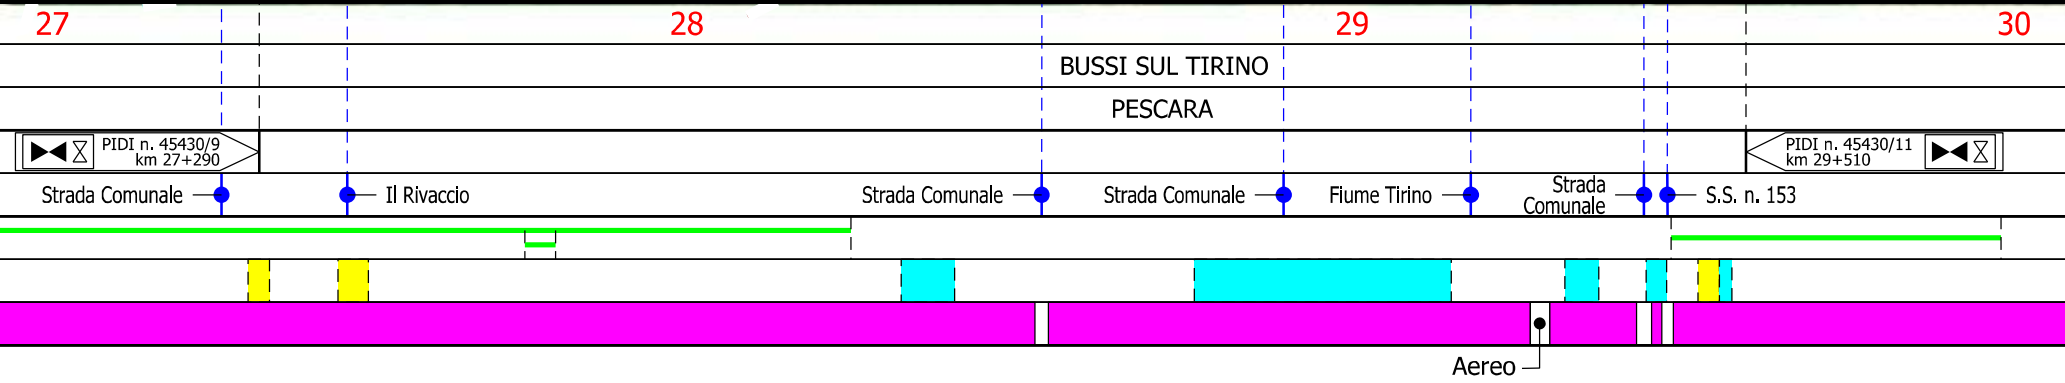 27 28 29 30
BUSSI SUL TIRINO
PESCARA
PIDI n. 45430/9
km 27+290
PIDI n. 45430/11
km 29+510
Strada Comunale
Il Rivaccio
Strada Comunale
Strada Comunale
Fiume Tirino
Strada
Comunale
S.S. n. 153
Aereo